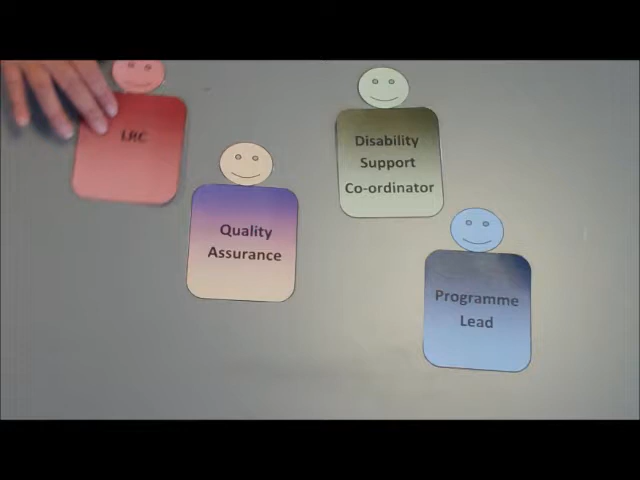 LRC
Quality
Assurance
Disability
Support
Co-ordinator
Programme
Lead